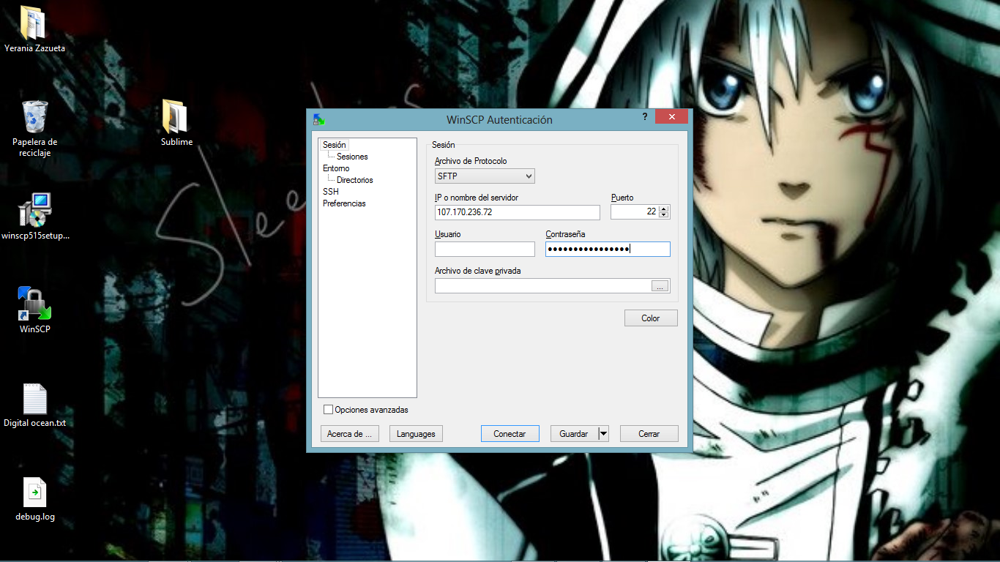 Yerania Zazueta
Papelera de
reciclaje
Sublime
winscp515setup...
WinSCP
Digital ocean.txt
debug.log
WinSCP Autenticación
?
Sesión
Sesiones
Entorno
Directorios
SSH
Preferencias
Sesión
Archivo de Protocolo
SFTP
IP o nombre del servidor
Puerto
107.170.236.72
22
Usuario
Contraseña
••••••••••••••••
Archivo de clave privada
...
Color
Opciones avanzadas
Acerca de ...
Languages
Conectar
Guardar
Cerrar